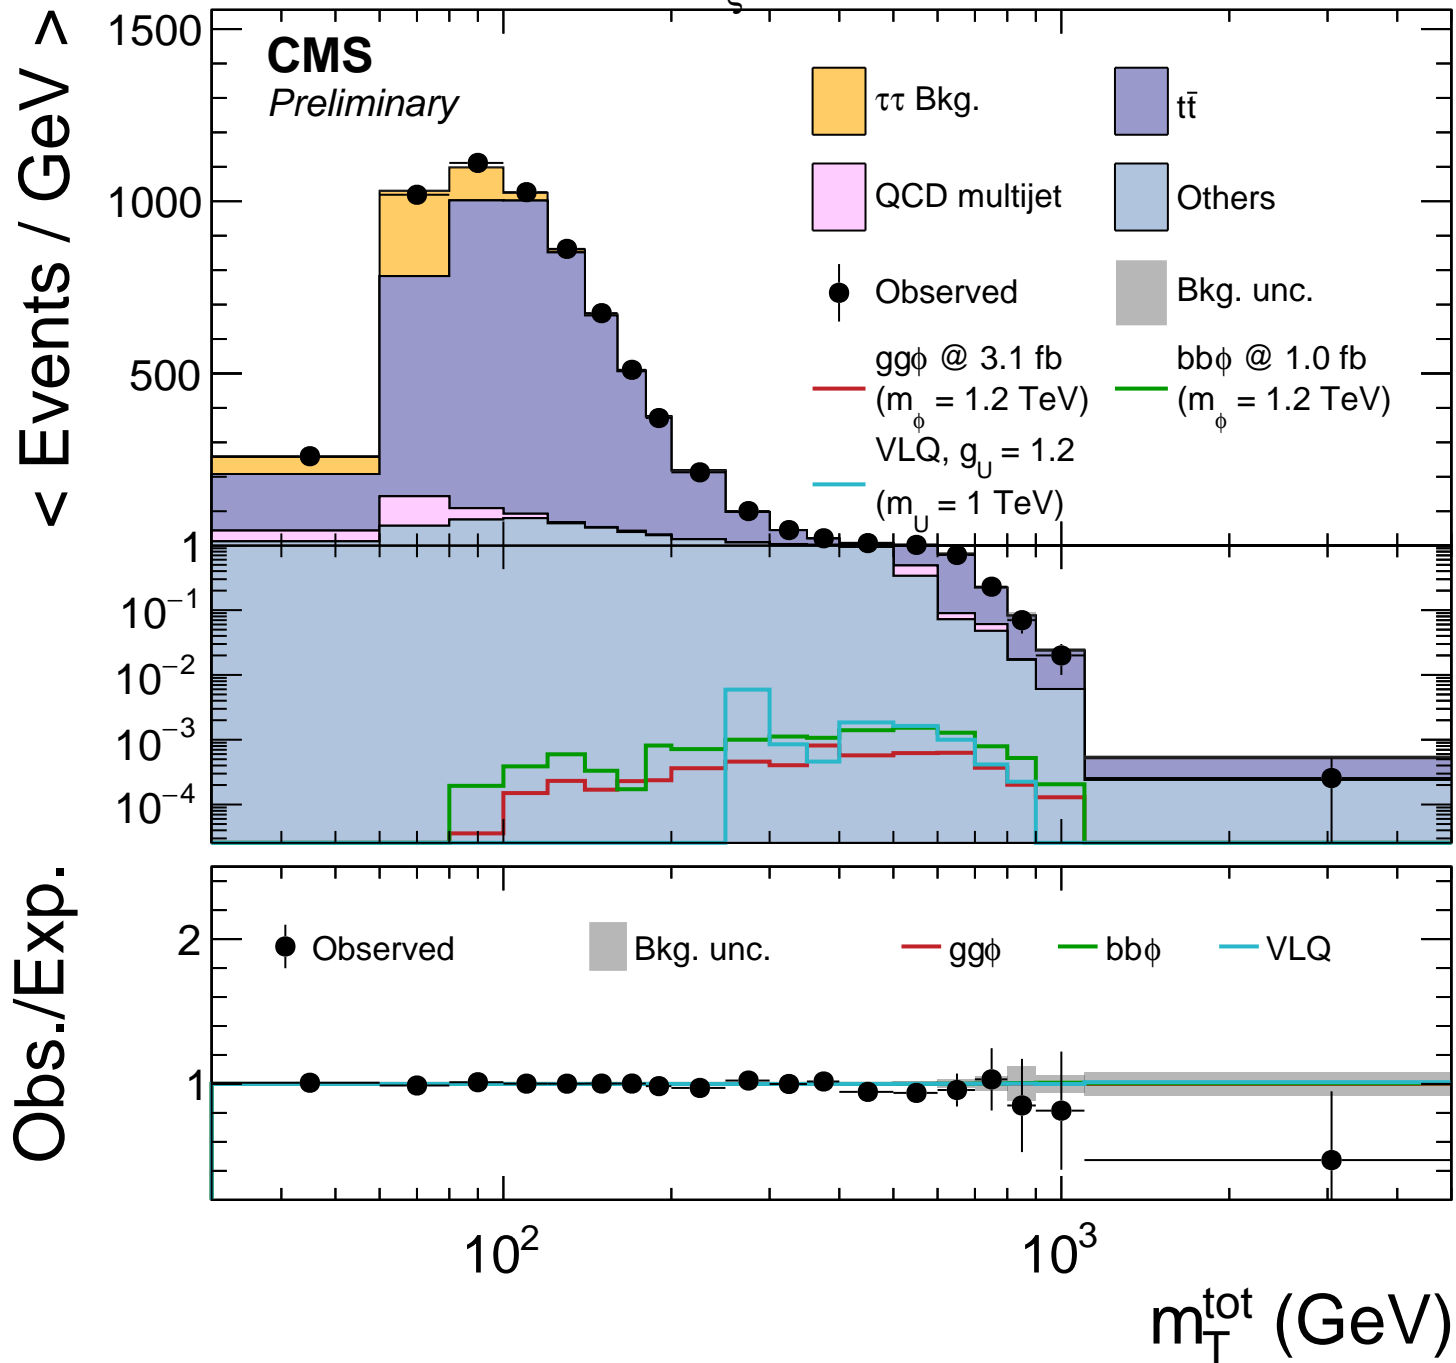 ξ
< Events / GeV >
1500
1000
500
1
10−1
10−2
10−3
10−4
CMS
Preliminary
ττ Bkg.
tt̄
QCD multijet
Others
Observed
Bkg. unc.
ggϕ @ 3.1 fb
(mϕ = 1.2 TeV)
bbϕ @ 1.0 fb
(mϕ = 1.2 TeV)
VLQ, gU = 1.2
(mU = 1 TeV)
Obs./Exp.
2
1
Observed
Bkg. unc.
ggϕ
bbϕ
VLQ
10²
10³
mTtot (GeV)